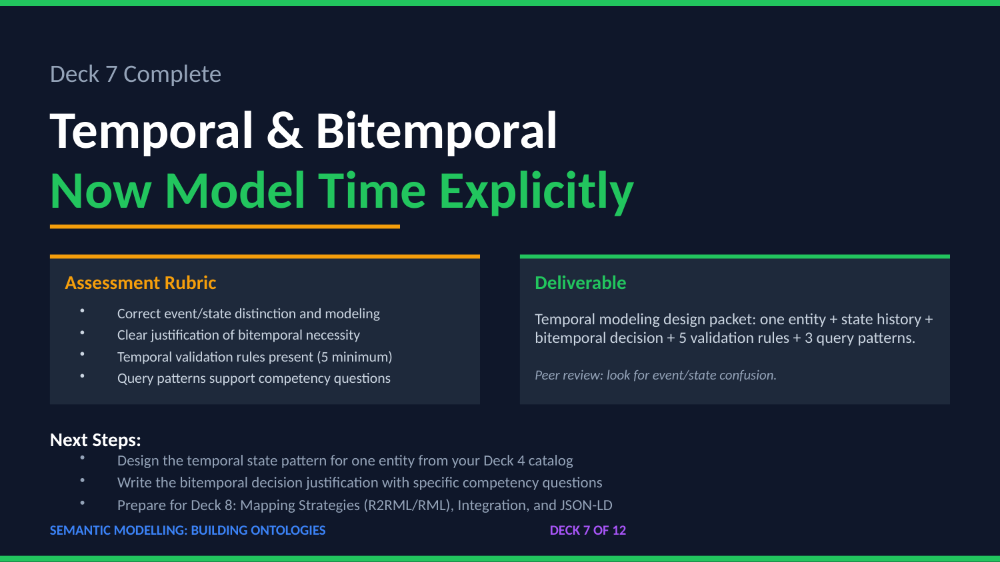 Deck 7 Complete
Temporal & Bitemporal
Now Model Time Explicitly
Assessment Rubric
• Correct event/state distinction and modeling
• Clear justification of bitemporal necessity
• Temporal validation rules present (5 minimum)
• Query patterns support competency questions
Deliverable
Temporal modeling design packet: one entity + state history +
bitemporal decision + 5 validation rules + 3 query patterns.
Peer review: look for event/state confusion.
Next Steps:
• Design the temporal state pattern for one entity from your Deck 4 catalog
• Write the bitemporal decision justification with specific competency questions
• Prepare for Deck 8: Mapping Strategies (R2RML/RML), Integration, and JSON-LD
SEMANTIC MODELLING: BUILDING ONTOLOGIES
DECK 7 OF 12